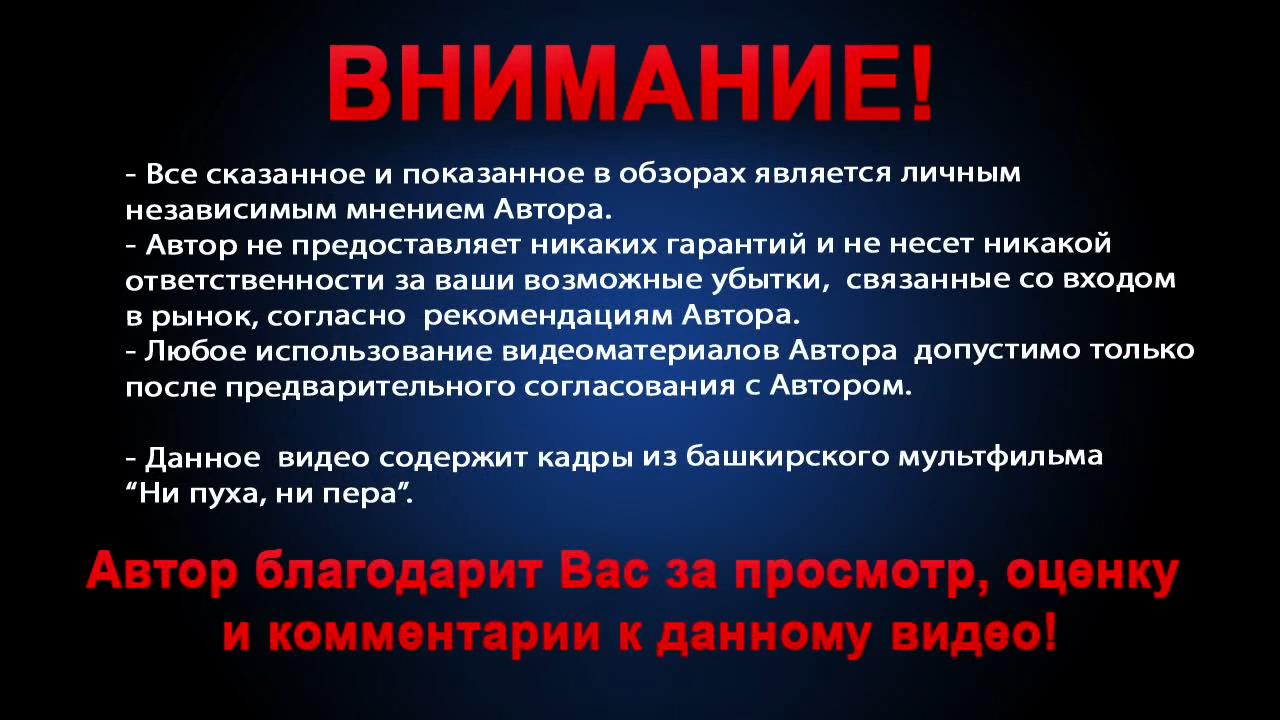 ВНИМАНИЕ!
- Все сказанное и показанное в обзорах является личным
независимым мнением Автора.
- Автор не предоставляет никаких гарантий и не несет никакой
ответственности за ваши возможные убытки, связанные со входом
в рынок, согласно рекомендациям Автора.
- Любое использование видеоматериалов Автора допустимо только
после предварительного согласования с Автором.
- Данное видео содержит кадры из башкирского мультфильма
“Ни пуха, ни пера”.
Автор благодарит Вас за просмотр, оценку
и комментарии к данному видео!